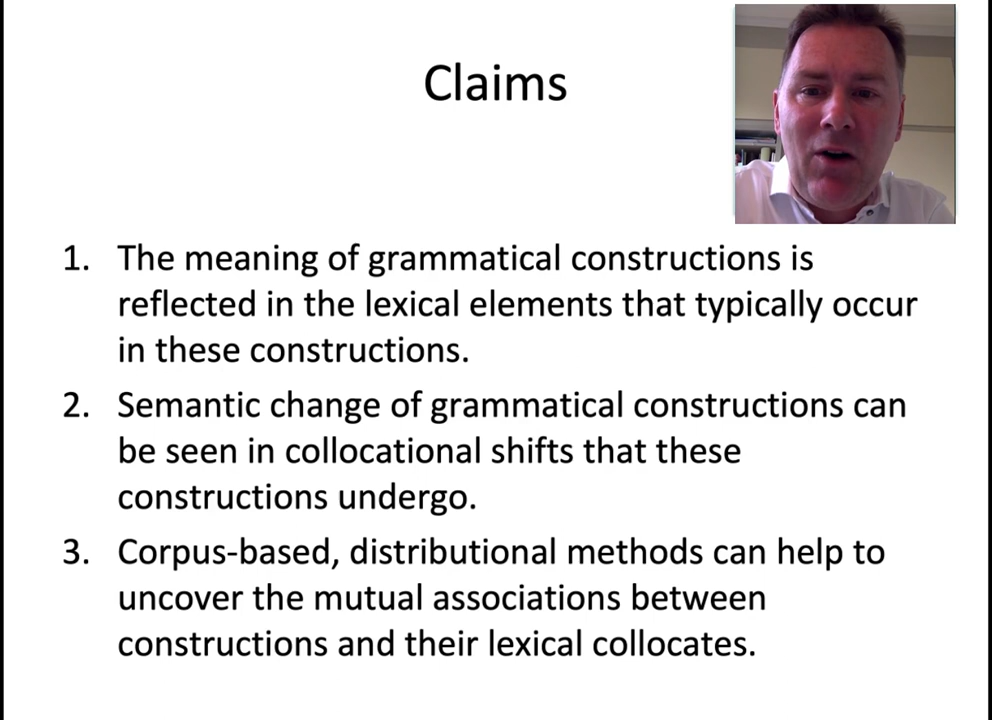 Claims
1. The meaning of grammatical constructions is
reflected in the lexical elements that typically occur
in these constructions.
2. Semantic change of grammatical constructions can
be seen in collocational shifts that these
constructions undergo.
3. Corpus-based, distributional methods can help to
uncover the mutual associations between
constructions and their lexical collocates.